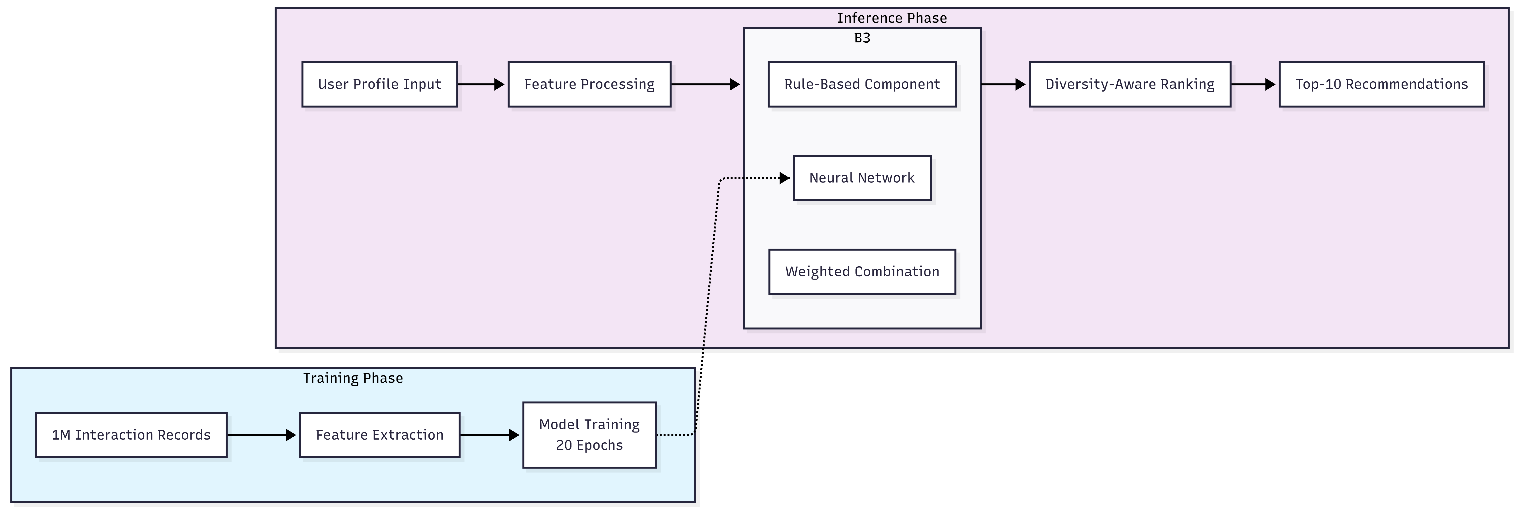 Inference Phase
B3
User Profile Input
Feature Processing
Rule-Based Component
Diversity-Aware Ranking
Top-10 Recommendations
Neural Network
Weighted Combination
Training Phase
1M Interaction Records
Feature Extraction
Model Training
20 Epochs